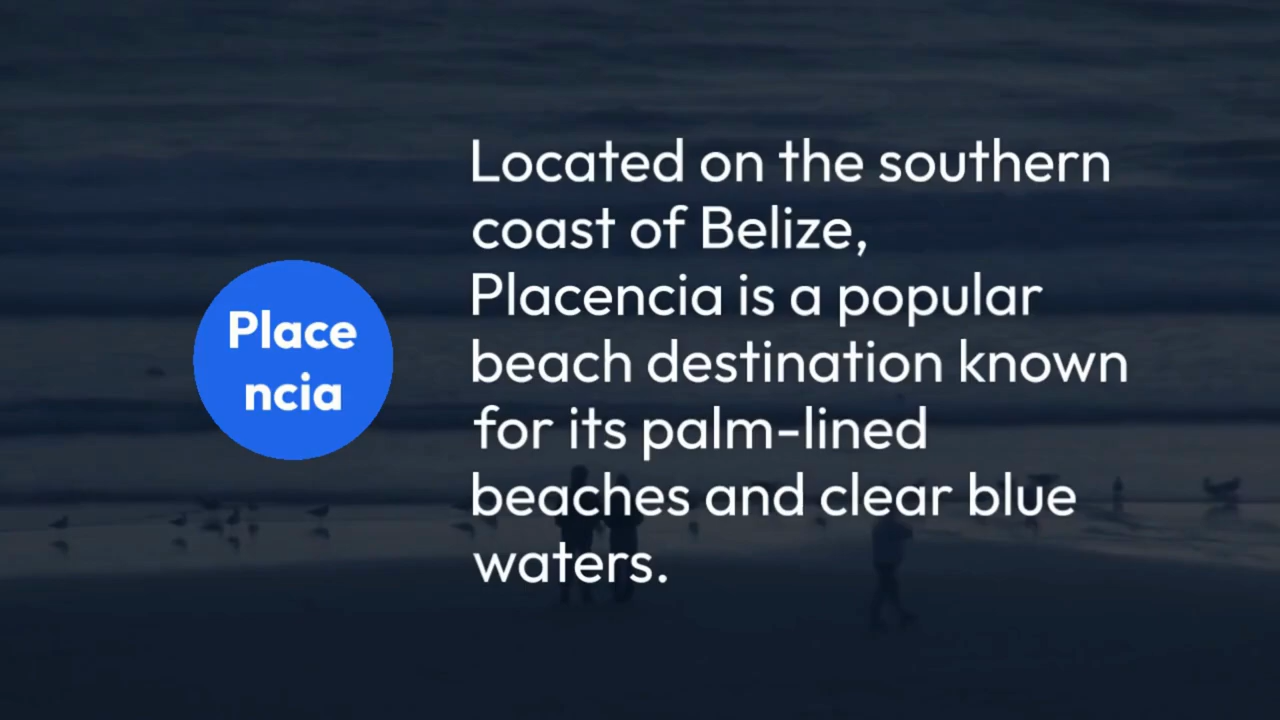 Place
ncia
Located on the southern
coast of Belize,
Placencia is a popular
beach destination known
for its palm-lined
beaches and clear blue
waters.